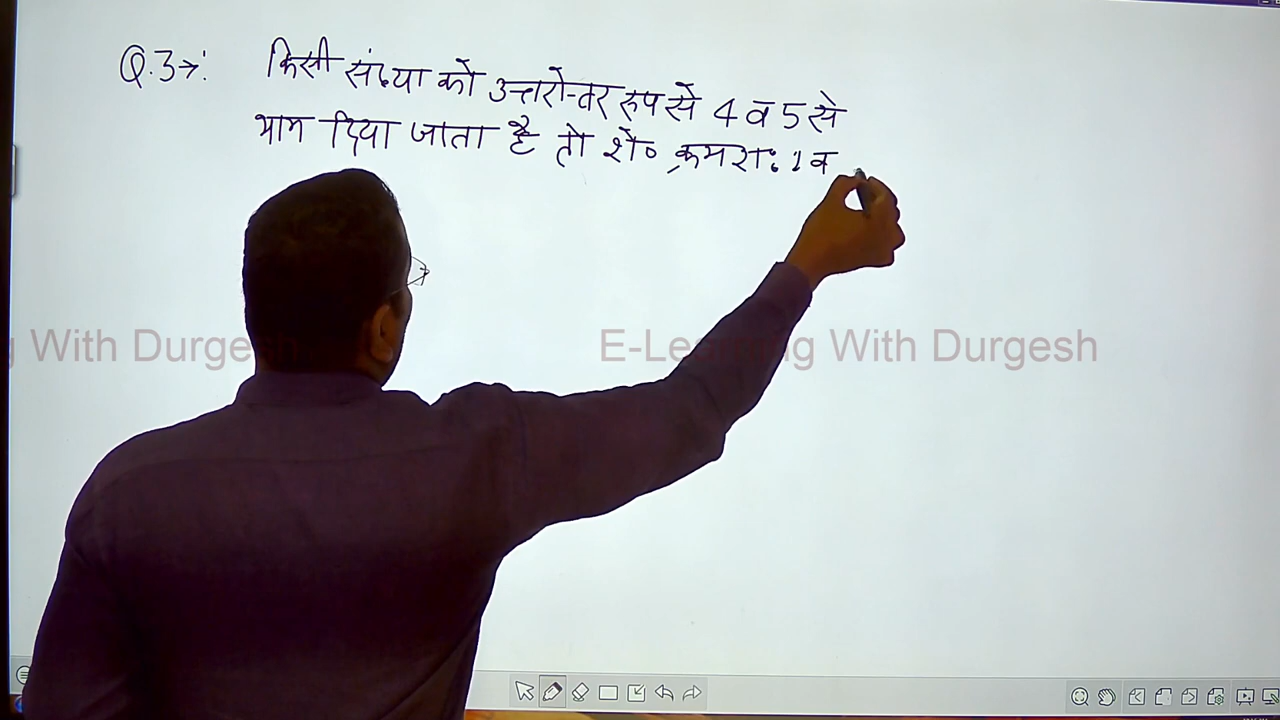 Q.3→: किसी संख्या को उत्तरोत्तर रुप से 4 व 5 से
भाग दिया जाता है तो शे० क्रमशः 1 व
With Durgesh
E-Learning With Durgesh